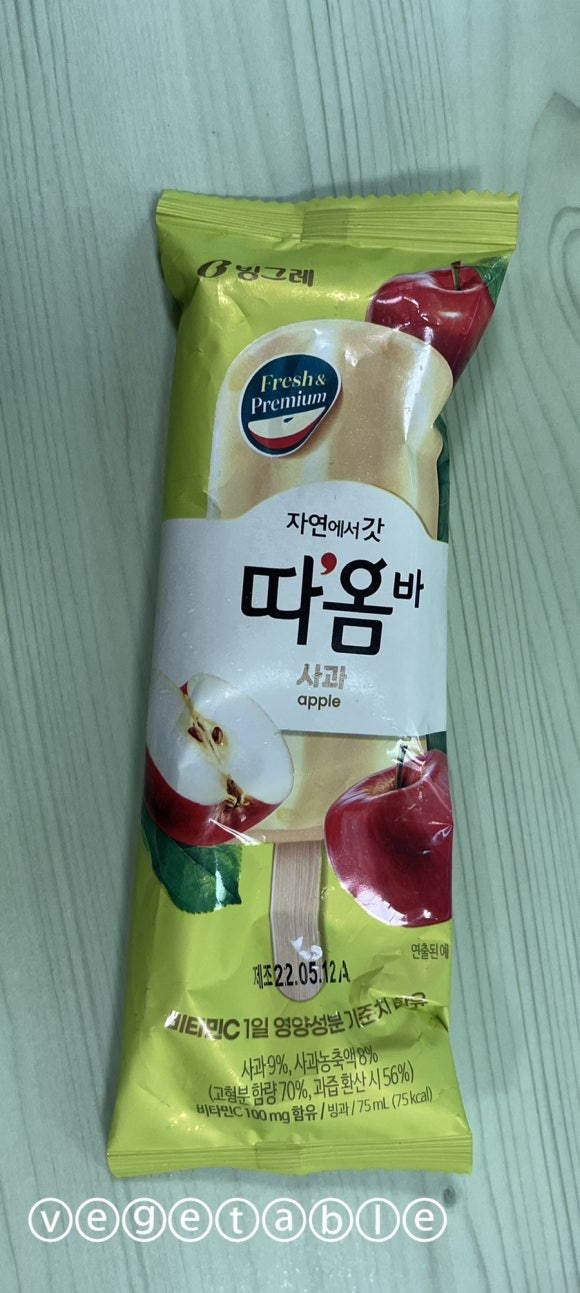 빙그레
Fresh &
Premium
자연에서 갓
따옴바
사과
apple
연출된 예
제조22.05.12A
비타민C 1일 영양성분기준치 함유
사과 9%, 사과농축액 8%
(고형분 함량 70%, 과즙 환산 시 56%)
비타민C 100 mg 함유 / 빙과 / 75 mL (75 kcal)
ⓥⓔⓖⓔⓣⓐⓑⓛⓔ